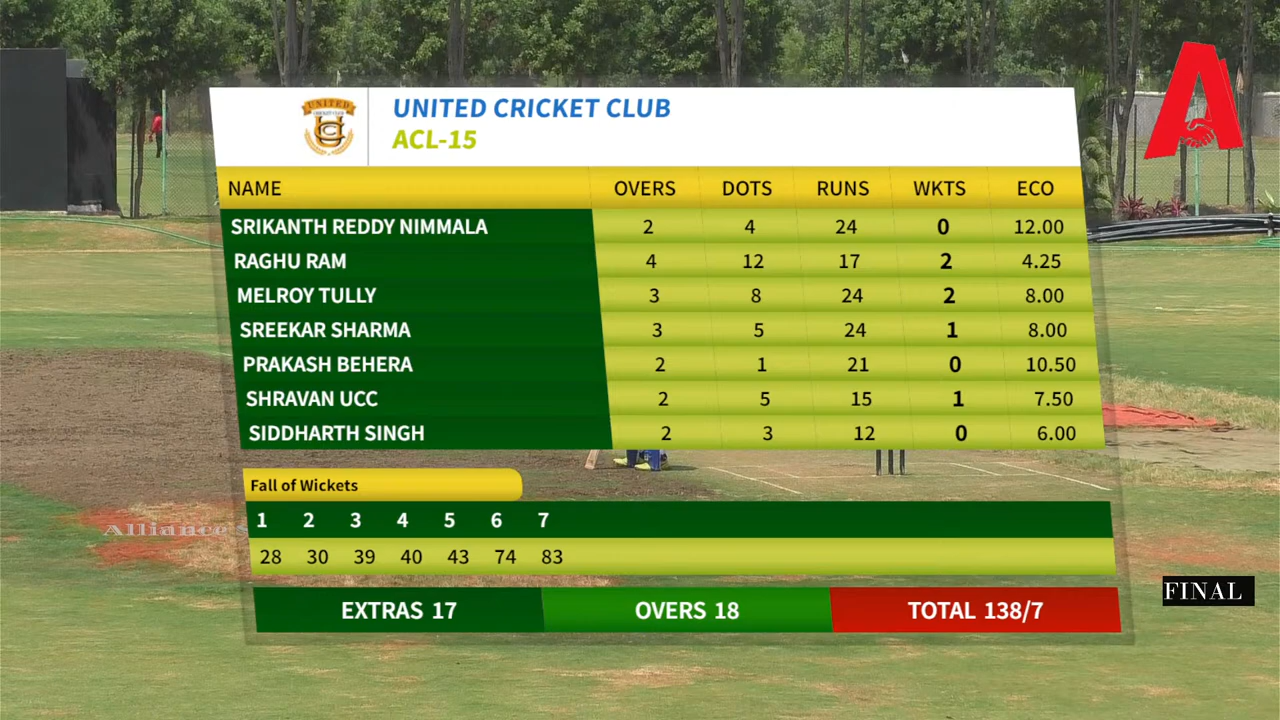 UNITED CRICKET CLUB
ACL-15
UNITED
A
NAME OVERS DOTS RUNS WKTS ECO
SRIKANTH REDDY NIMMALA 2 4 24 0 12.00
RAGHU RAM 4 12 17 2 4.25
MELROY TULLY 3 8 24 2 8.00
SREEKAR SHARMA 3 5 24 1 8.00
PRAKASH BEHERA 2 1 21 0 10.50
SHRAVAN UCC 2 5 15 1 7.50
SIDDHARTH SINGH 2 3 12 0 6.00
Fall of Wickets
1 2 3 4 5 6 7
Alliance
28 30 39 40 43 74 83
FINAL
EXTRAS 17 OVERS 18 TOTAL 138/7